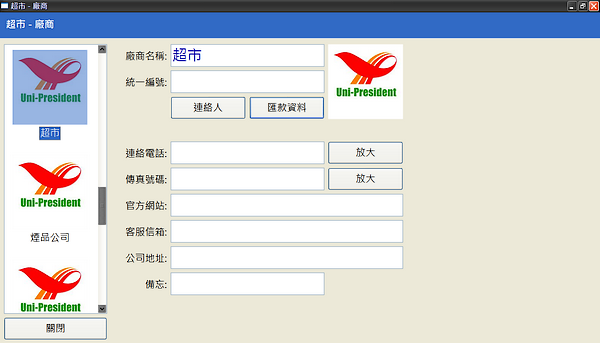 超市 - 廠商
超市 - 廠商
Uni-President
超市
Uni-President
煙品公司
Uni-President
關閉
廠商名稱: 超市
統一編號:
連絡人 匯款資料
Uni-President
連絡電話: 放大
傳真號碼: 放大
官方網站:
客服信箱:
公司地址:
備忘: